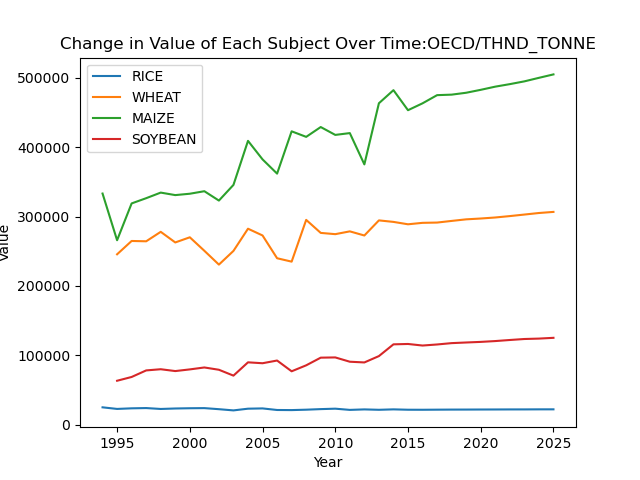 Change in Value of Each Subject Over Time:OECD/THND_TONNE
RICE
WHEAT
MAIZE
SOYBEAN
500000
400000
300000
200000
100000
0
Value
1995 2000 2005 2010 2015 2020 2025
Year